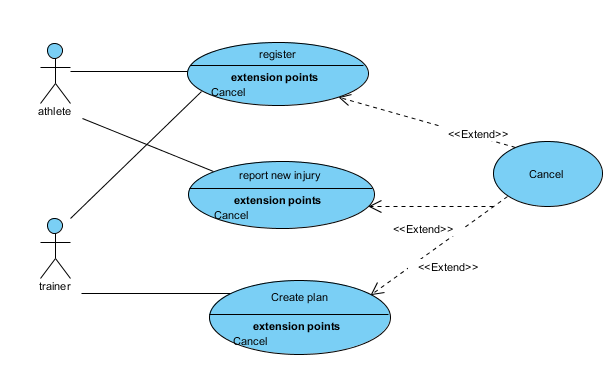 register
extension points
Cancel
athlete
<<Extend>>
report new injury
extension points
Cancel
Cancel
<<Extend>>
trainer
<<Extend>>
Create plan
extension points
Cancel